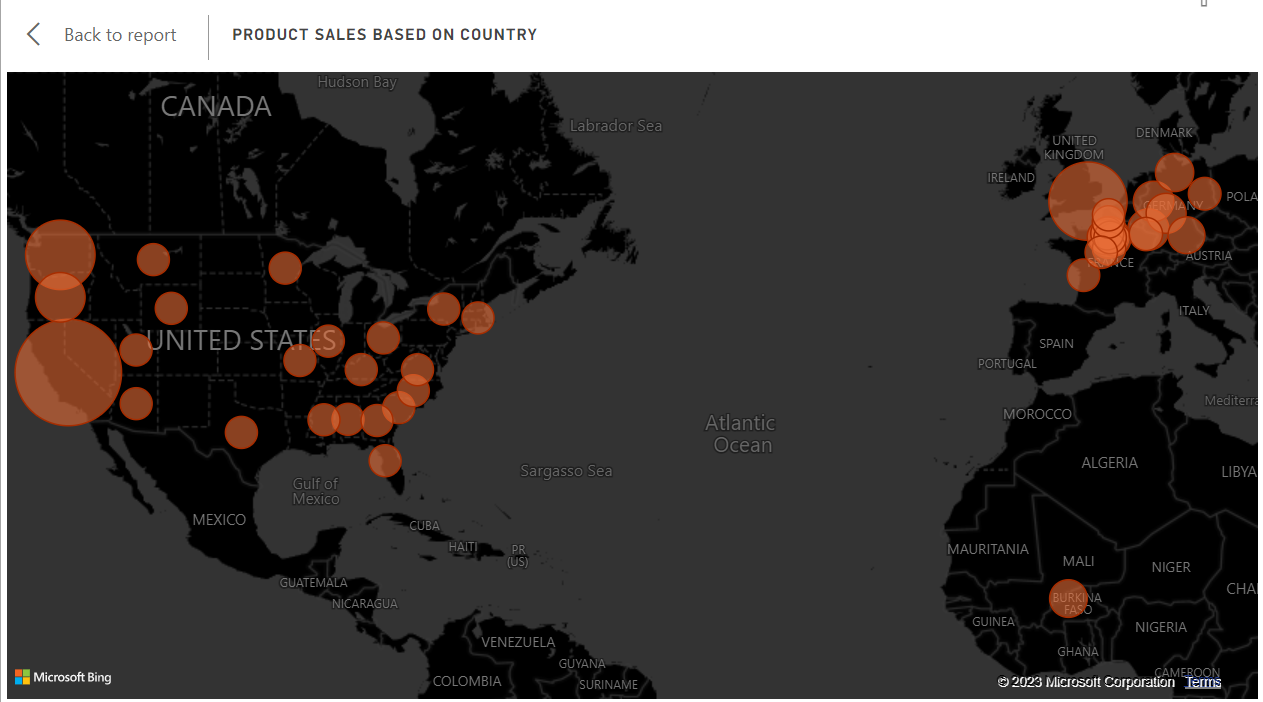 Back to report
PRODUCT SALES BASED ON COUNTRY
Hudson Bay
CANADA
Labrador Sea
DENMARK
UNITED
KINGDOM
IRELAND
POLA
GERMANY
AUSTRIA
FRANCE
ITALY
UNITED STATES
SPAIN
PORTUGAL
Mediterra
MOROCCO
Atlantic
Ocean
ALGERIA
LIBYA
Sargasso Sea
Gulf of
Mexico
MEXICO
CUBA
HAITI
PR
(US)
MAURITANIA
MALI
NIGER
GUATEMALA
CHA
NICARAGUA
BURKINA
FASO
GUINEA
NIGERIA
VENEZUELA
GHANA
GUYANA
CAMEROON
COLOMBIA
SURINAME
Microsoft Bing
© 2023 Microsoft Corporation Terms